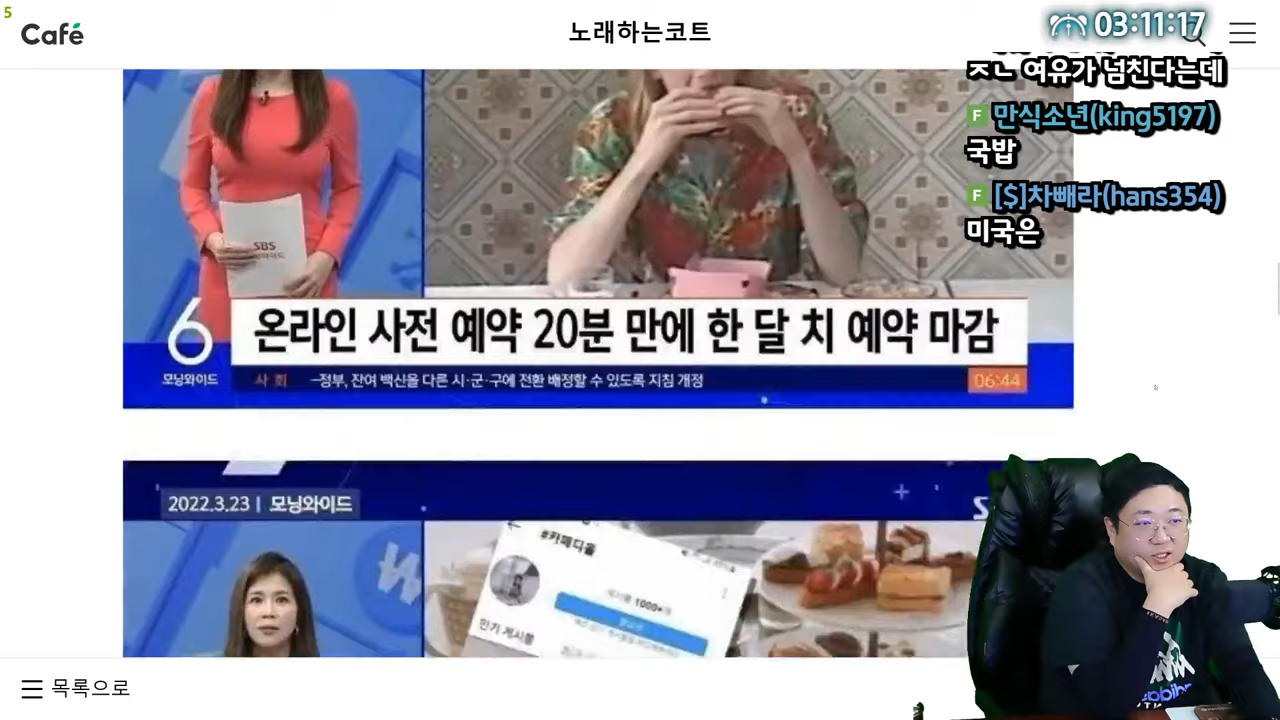 5
Café
노래하는코트
03:11:17
ㅈㄴ 여유가 넘친다는데
F 만식소년(king5197)
국밥
F [$]차빼라(hans354)
미국은
SBS
6
모닝와이드
온라인 사전 예약 20분 만에 한 달 치 예약 마감
사 회
–정부, 잔여 백신을 다른 시·군·구에 전환 배정할 수 있도록 지침 개정
06:44
2022.3.23 | 모닝와이드
#카페디올
1000+
인기 게시물
목록으로